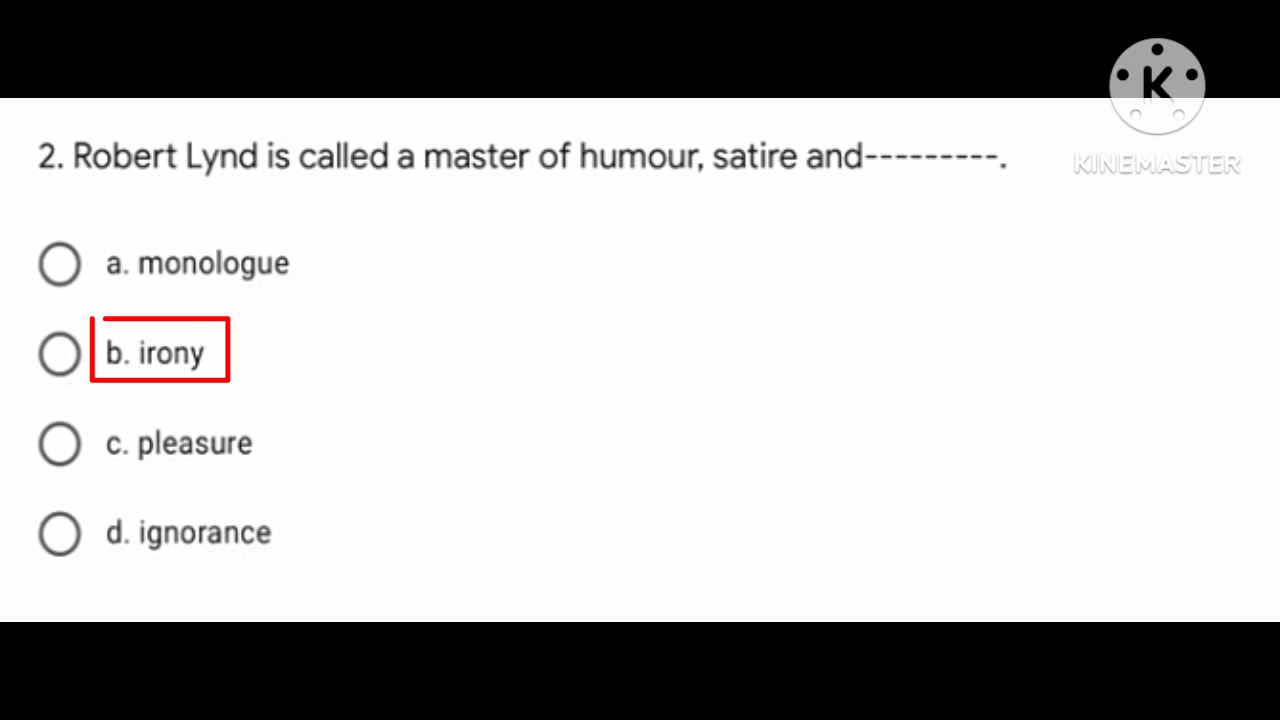 K
KINEMASTER
2. Robert Lynd is called a master of humour, satire and---------.
a. monologue
b. irony
c. pleasure
d. ignorance